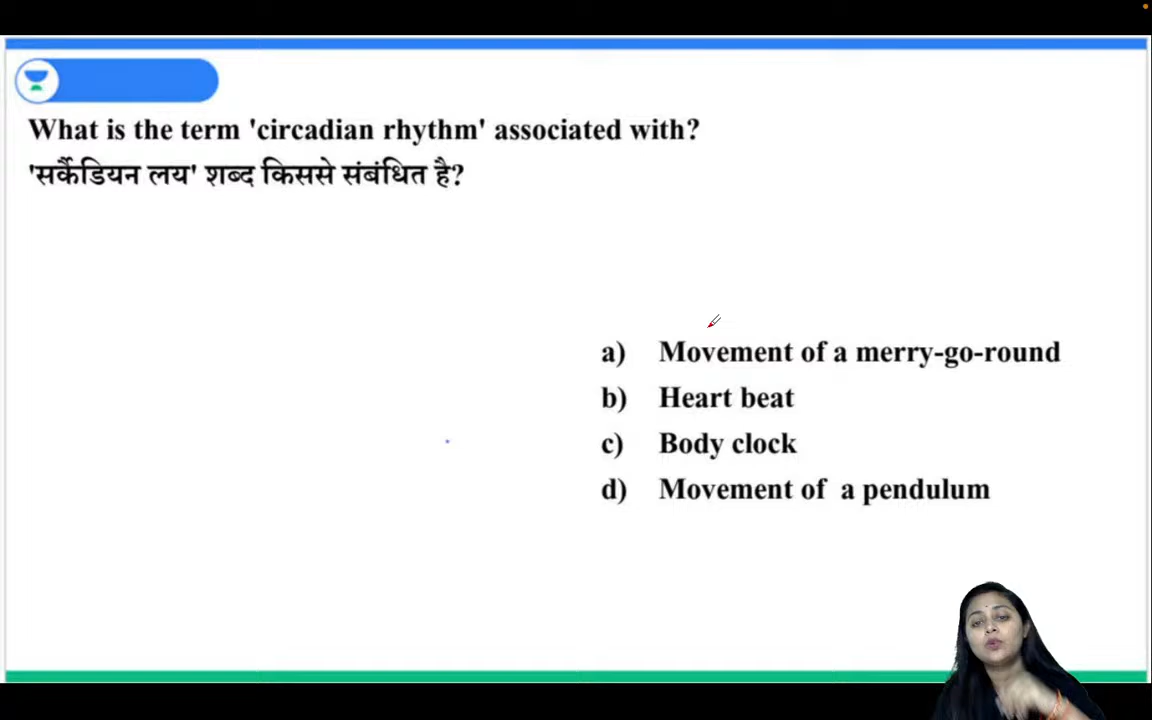 What is the term 'circadian rhythm' associated with?
'सर्कैडियन लय' शब्द किससे संबंधित है?
a) Movement of a merry-go-round
b) Heart beat
c) Body clock
d) Movement of a pendulum